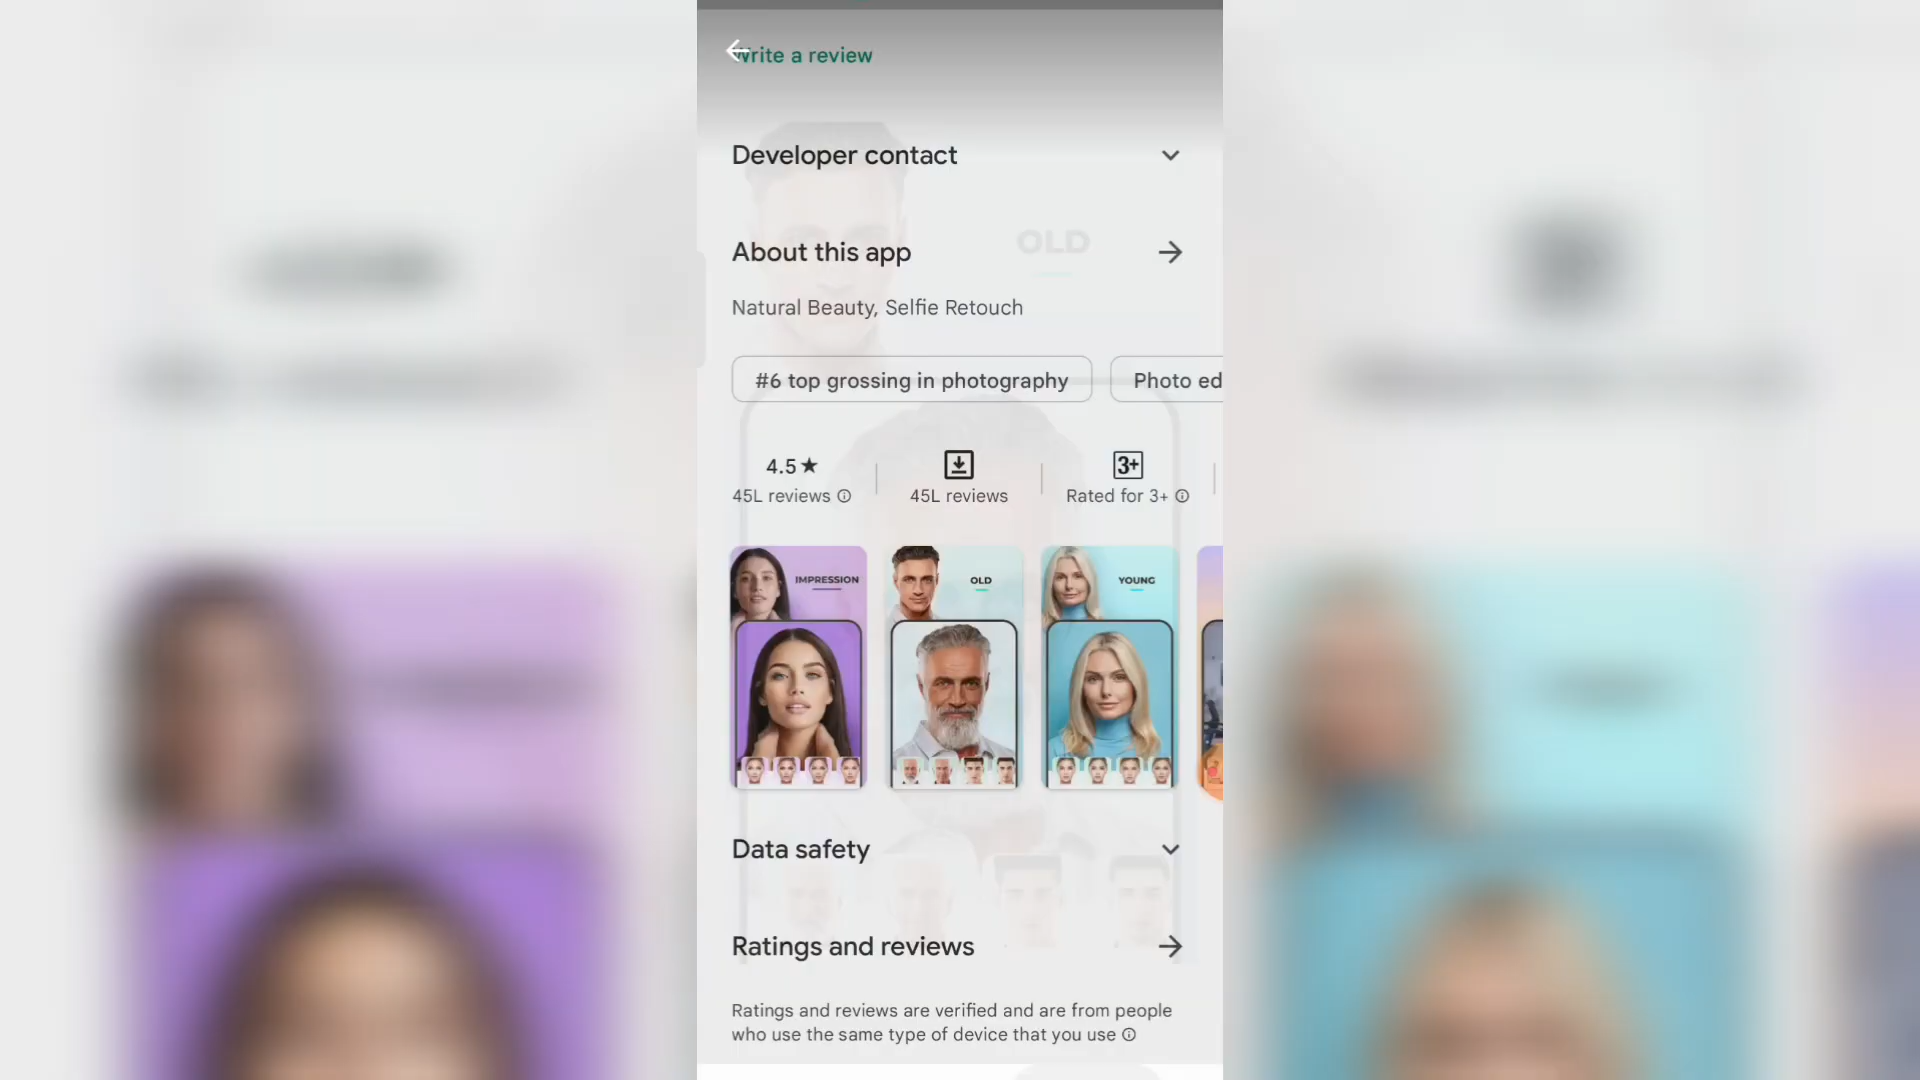 Write a review
Developer contact
About this app
OLD
Natural Beauty, Selfie Retouch
#6 top grossing in photography
Photo ed
4.5★
3+
45L reviews
45L reviews
Rated for 3+
IMPRESSION
OLD
YOUNG
Data safety
Ratings and reviews
Ratings and reviews are verified and are from people
who use the same type of device that you use